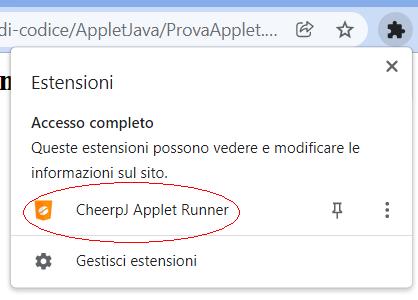 di-codice/AppletJava/ProvaApplet....
Estensioni
Accesso completo
Queste estensioni possono vedere e modificare le
informazioni sul sito.
CheerpJ Applet Runner
Gestisci estensioni